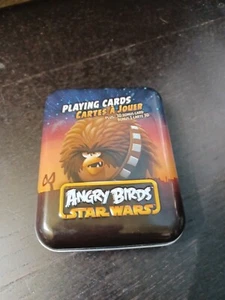 PLAYING CARDS
CARTES À JOUER
ANGRY BIRDS
STAR WARS